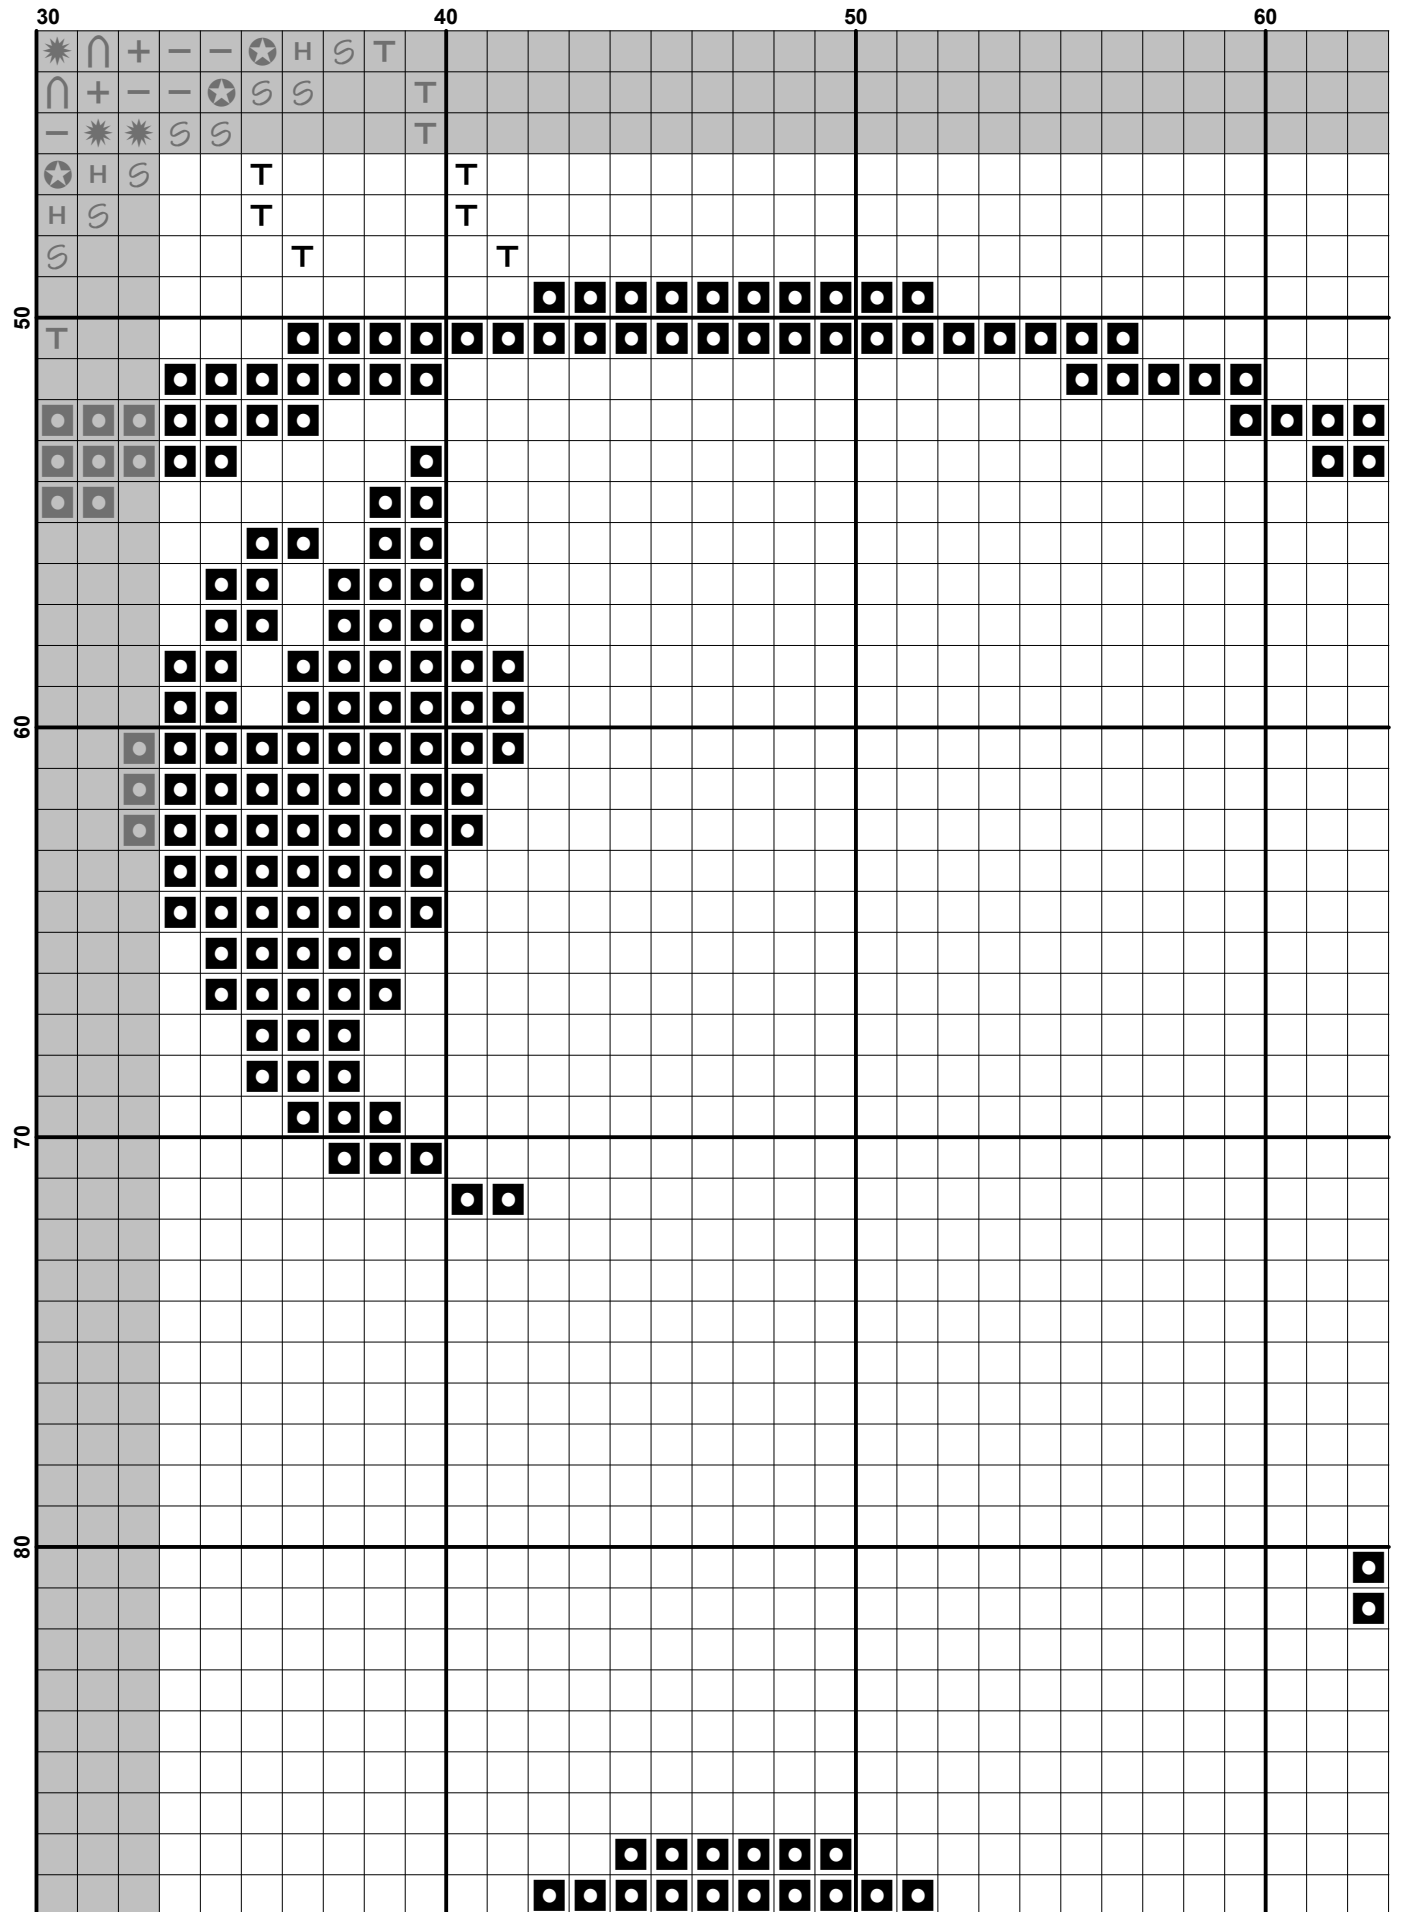 30 40 50 60
+ − − H S T
+ − − S S T
− S S T
H S T T
H S T T
S T T
50
T
60
70
80